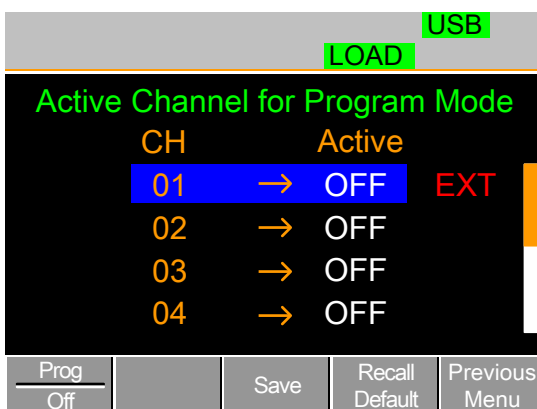 USB
LOAD
Active Channel for Program Mode
CH Active
01 → OFF EXT
02 → OFF
03 → OFF
04 → OFF
Prog Off Save Recall Default Previous Menu